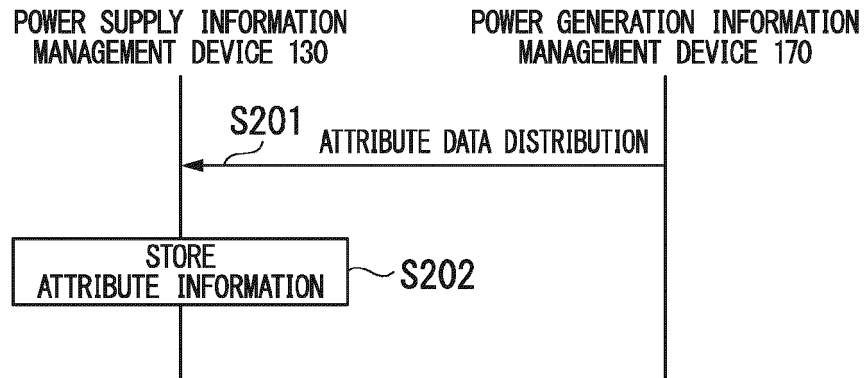 POWER SUPPLY INFORMATION
MANAGEMENT DEVICE 130
POWER GENERATION INFORMATION
MANAGEMENT DEVICE 170
S201
ATTRIBUTE DATA DISTRIBUTION
STORE
ATTRIBUTE INFORMATION
S202